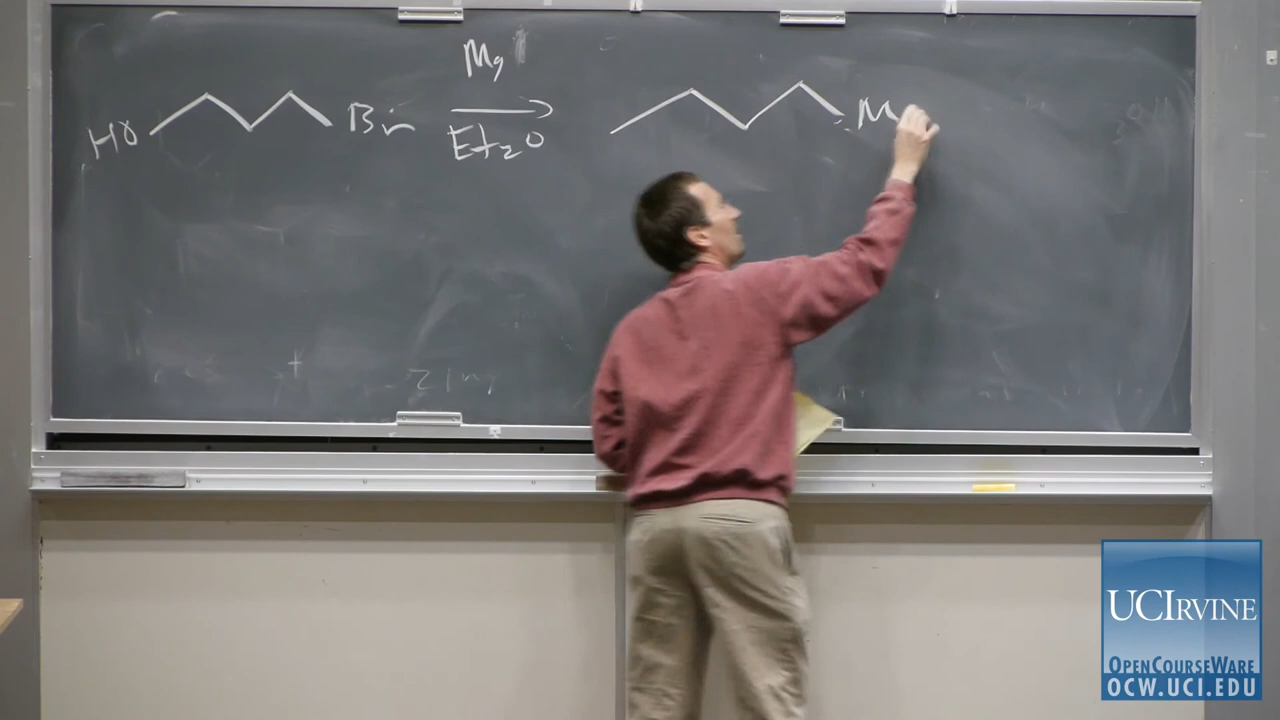 Mg
HO Br Et₂O M
UCIRVINE
OPENCOURSEWARE
OCW.UCI.EDU